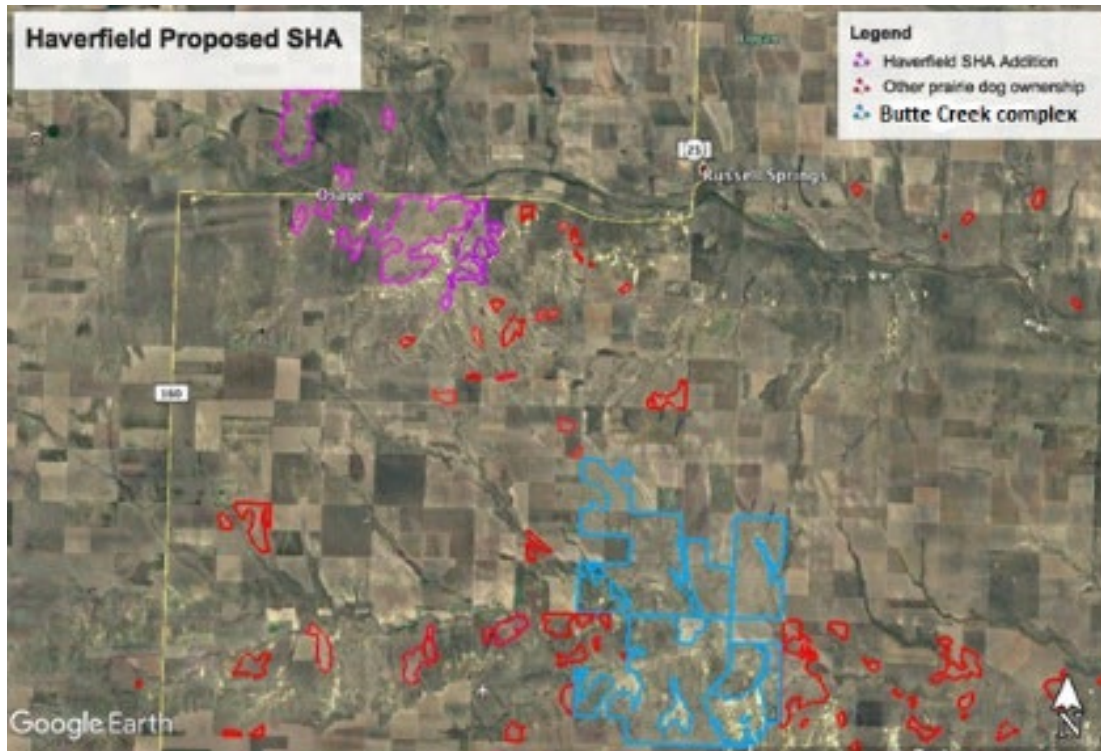 Haverfield Proposed SHA
Legend
Haverfield SHA Addition
Other prairie dog ownership
Butte Creek complex
25
Russell Springs
Osage
160
Google Earth
N